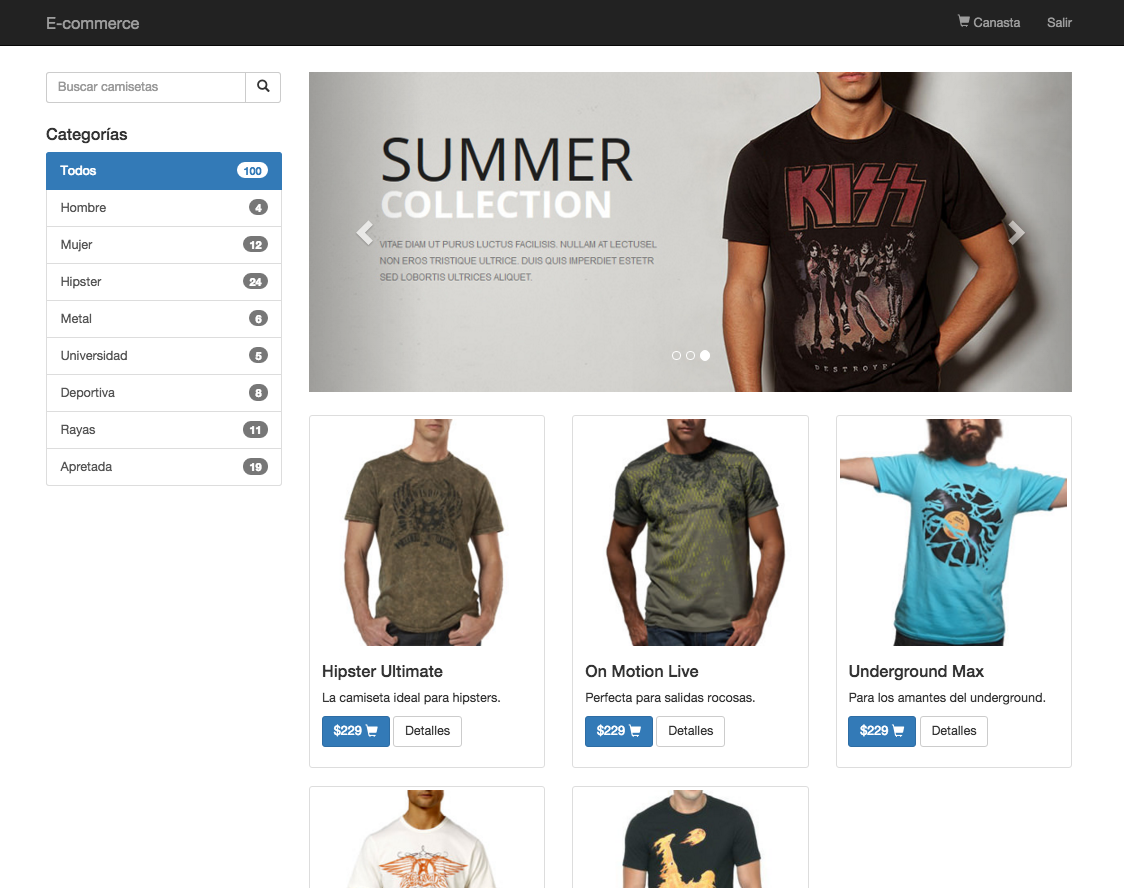 E-commerce
Canasta
Salir
Buscar camisetas
Categorías
Todos 100
Hombre 4
Mujer 12
Hipster 24
Metal 6
Universidad 5
Deportiva 8
Rayas 11
Apretada 19
SUMMER
COLLECTION
VITAE DIAM UT PURUS LUCTUS FACILISIS. NULLAM AT LECTUSEL
NON EROS TRISTIQUE ULTRICE. DUIS QUIS IMPERDIET ESTETR
SED LOBORTIS ULTRICES ALIQUET.
KISS
DESTROYER
Hipster Ultimate
La camiseta ideal para hipsters.
$229
Detalles
On Motion Live
Perfecta para salidas rocosas.
$229
Detalles
Underground Max
Para los amantes del underground.
$229
Detalles